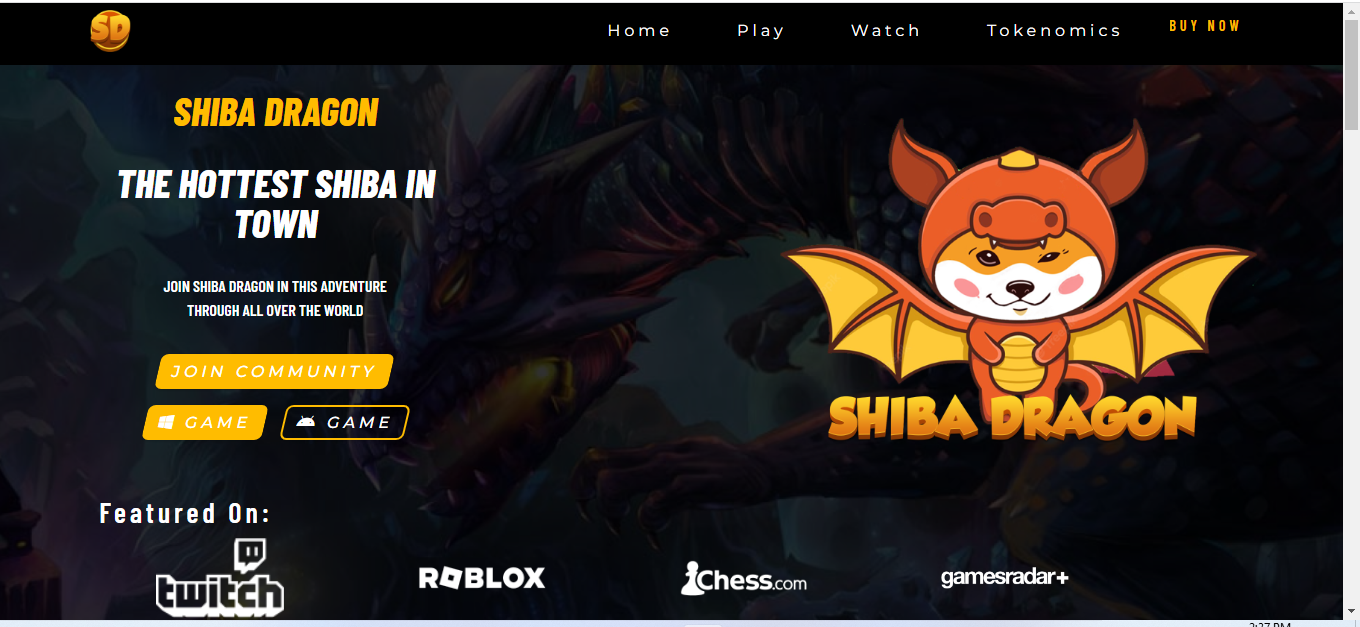 SD
Home Play Watch Tokenomics BUY NOW
SHIBA DRAGON
THE HOTTEST SHIBA IN
TOWN
JOIN SHIBA DRAGON IN THIS ADVENTURE
THROUGH ALL OVER THE WORLD
JOIN COMMUNITY
GAME GAME
SHIBA DRAGON
Featured On:
twitch ROBLOX Chess.com gamesradar+